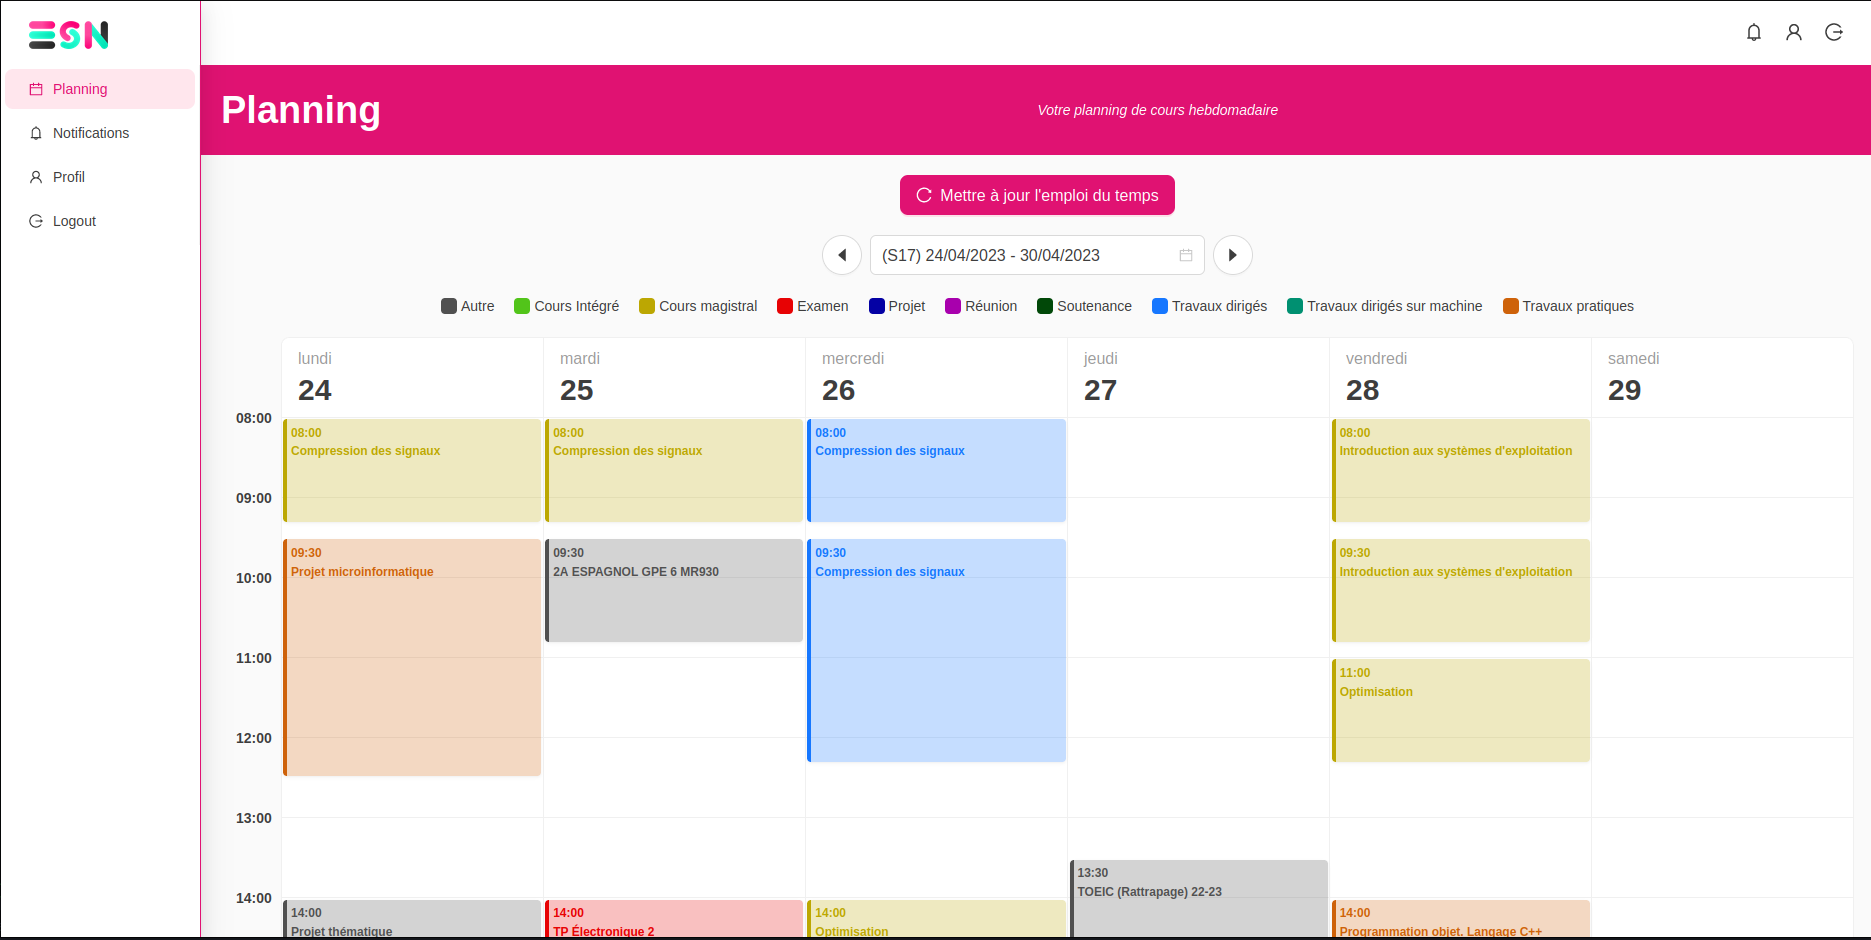 ESN
Planning
Notifications
Profil
Logout
Planning
Votre planning de cours hebdomadaire
Mettre à jour l'emploi du temps
(S17) 24/04/2023 - 30/04/2023
Autre Cours Intégré Cours magistral Examen Projet Réunion Soutenance Travaux dirigés Travaux dirigés sur machine Travaux pratiques
lundi mardi mercredi jeudi vendredi samedi
24 25 26 27 28 29
08:00
08:00 08:00 08:00 08:00
Compression des signaux Compression des signaux Compression des signaux Introduction aux systèmes d'exploitation
09:00
09:30 09:30 09:30 09:30
Projet microinformatique 2A ESPAGNOL GPE 6 MR930 Compression des signaux Introduction aux systèmes d'exploitation
10:00
11:00
11:00
Optimisation
12:00
13:00
13:30
TOEIC (Rattrapage) 22-23
14:00
14:00 14:00 14:00 14:00
Projet thématique TP Électronique 2 Optimisation Programmation objet. Langage C++